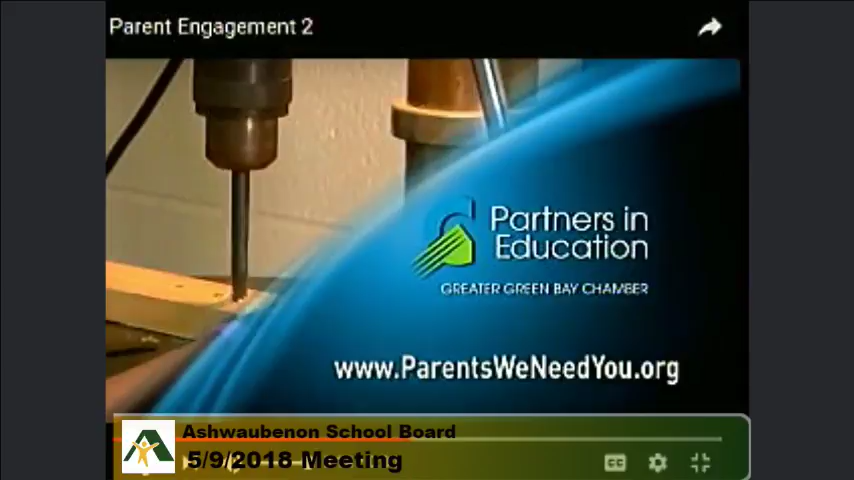 Parent Engagement 2
Partners in
Education
GREATER GREEN BAY CHAMBER
www.ParentsWeNeedYou.org
Ashwaubenon School Board
5/9/2018 Meeting
CC